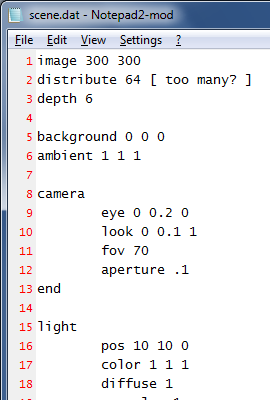 scene.dat - Notepad2-mod
File Edit View Settings ?
1 image 300 300
2 distribute 64 [ too many? ]
3 depth 6
4
5 background 0 0 0
6 ambient 1 1 1
7
8 camera
9 eye 0 0.2 0
10 look 0 0.1 1
11 fov 70
12 aperture .1
13 end
14
15 light
16 pos 10 10 0
17 color 1 1 1
18 diffuse 1